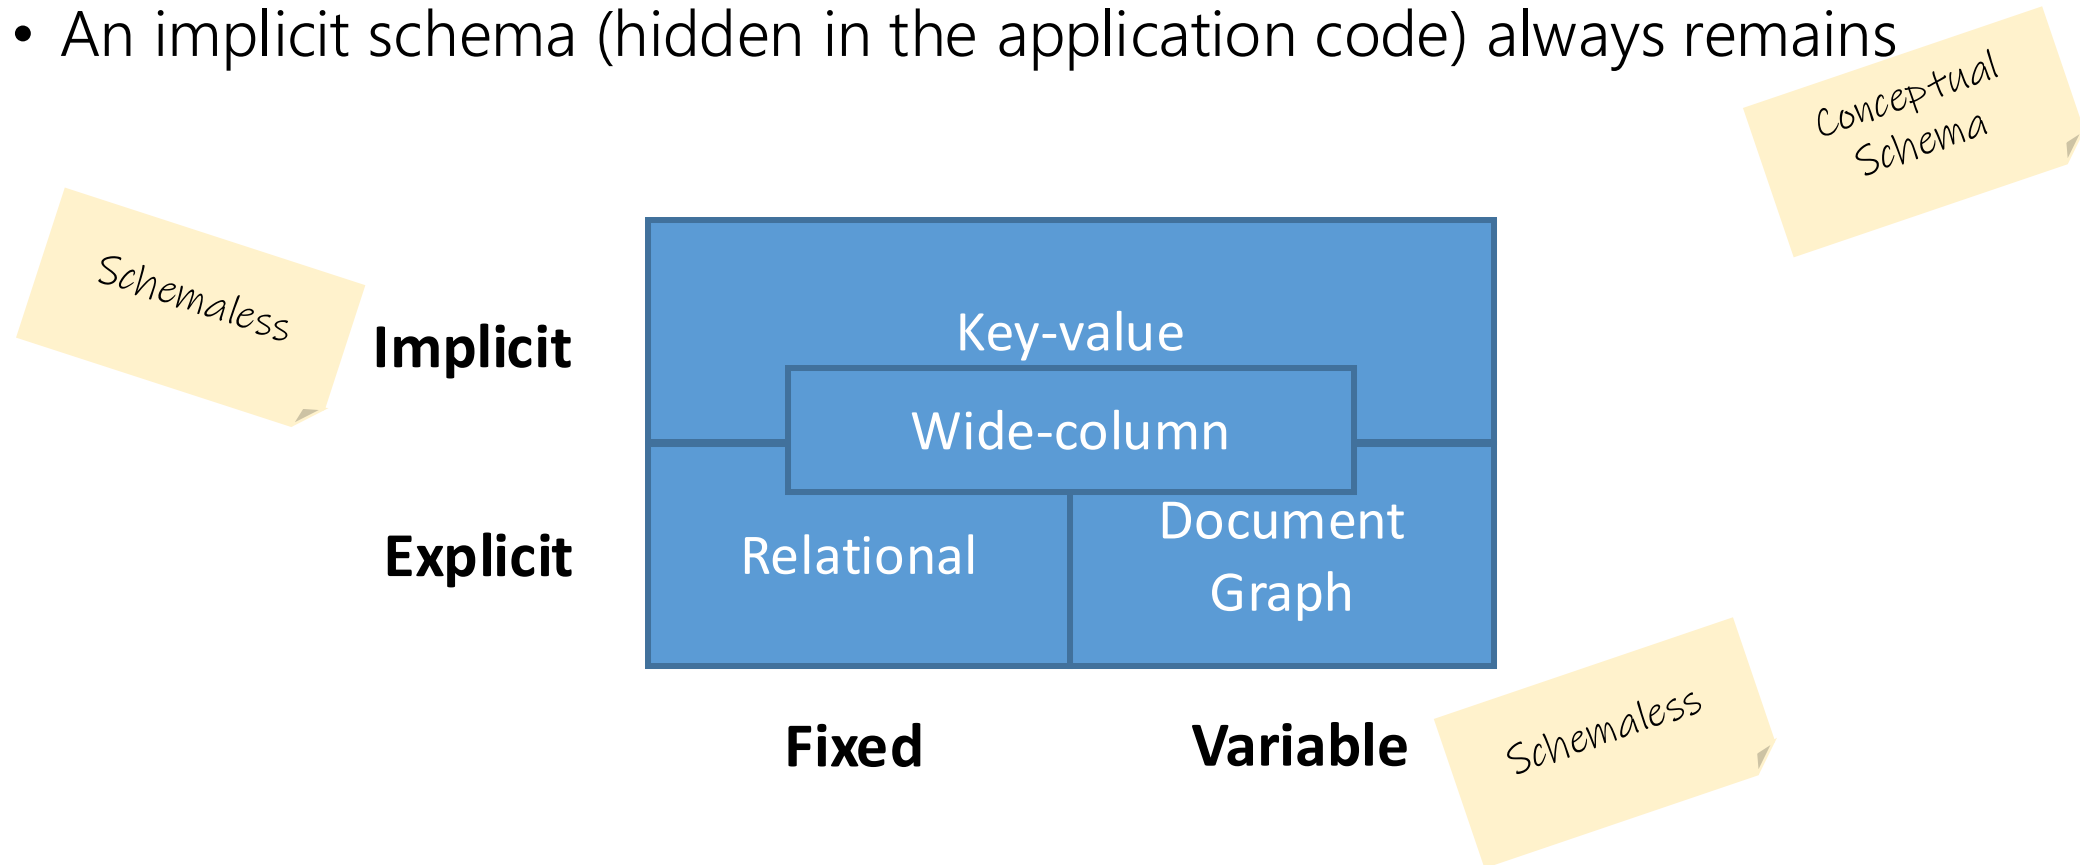 • An implicit schema (hidden in the application code) always remains
Conceptual
Schema
Schemaless
Implicit
Key-value
Wide-column
Explicit
Relational
Document
Graph
Fixed
Variable
Schemaless